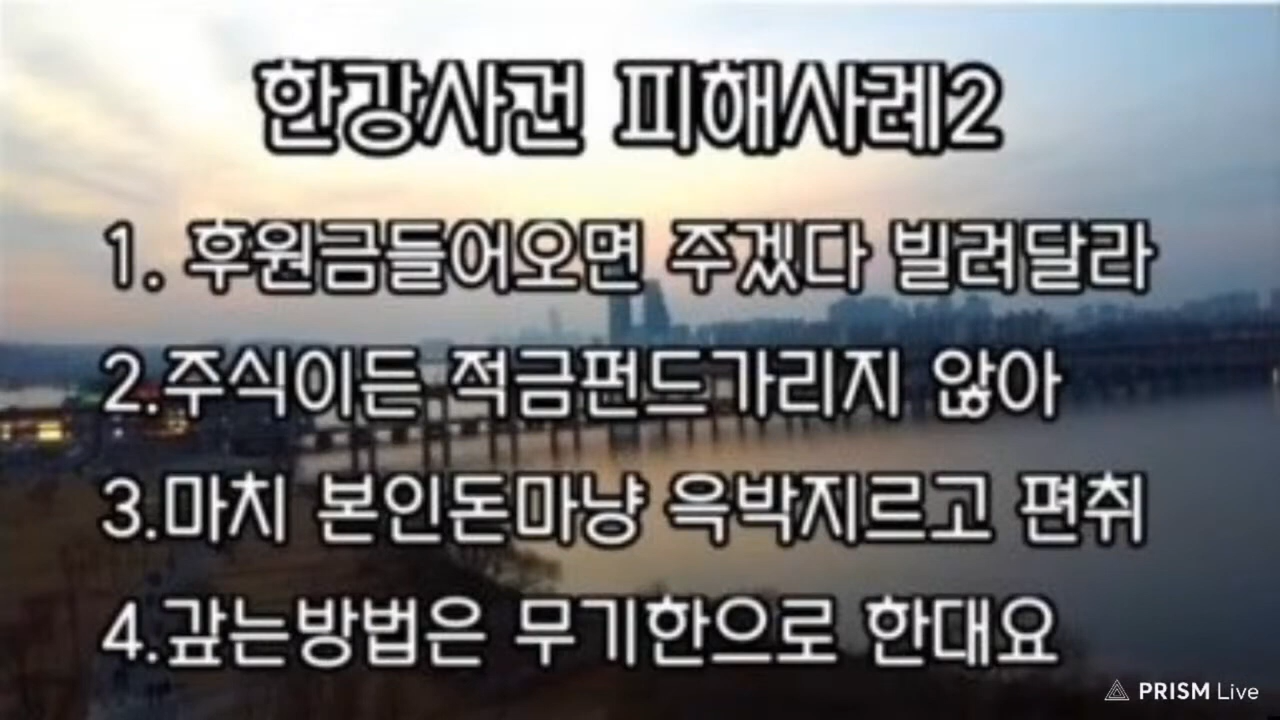 한강사건 피해사례2
1. 후원금들어오면 주겠다 빌려달라
2.주식이든 적금펀드가리지 않아
3.마치 본인돈마냥 윽박지르고 편취
4.갚는방법은 무기한으로 한대요
PRISM Live